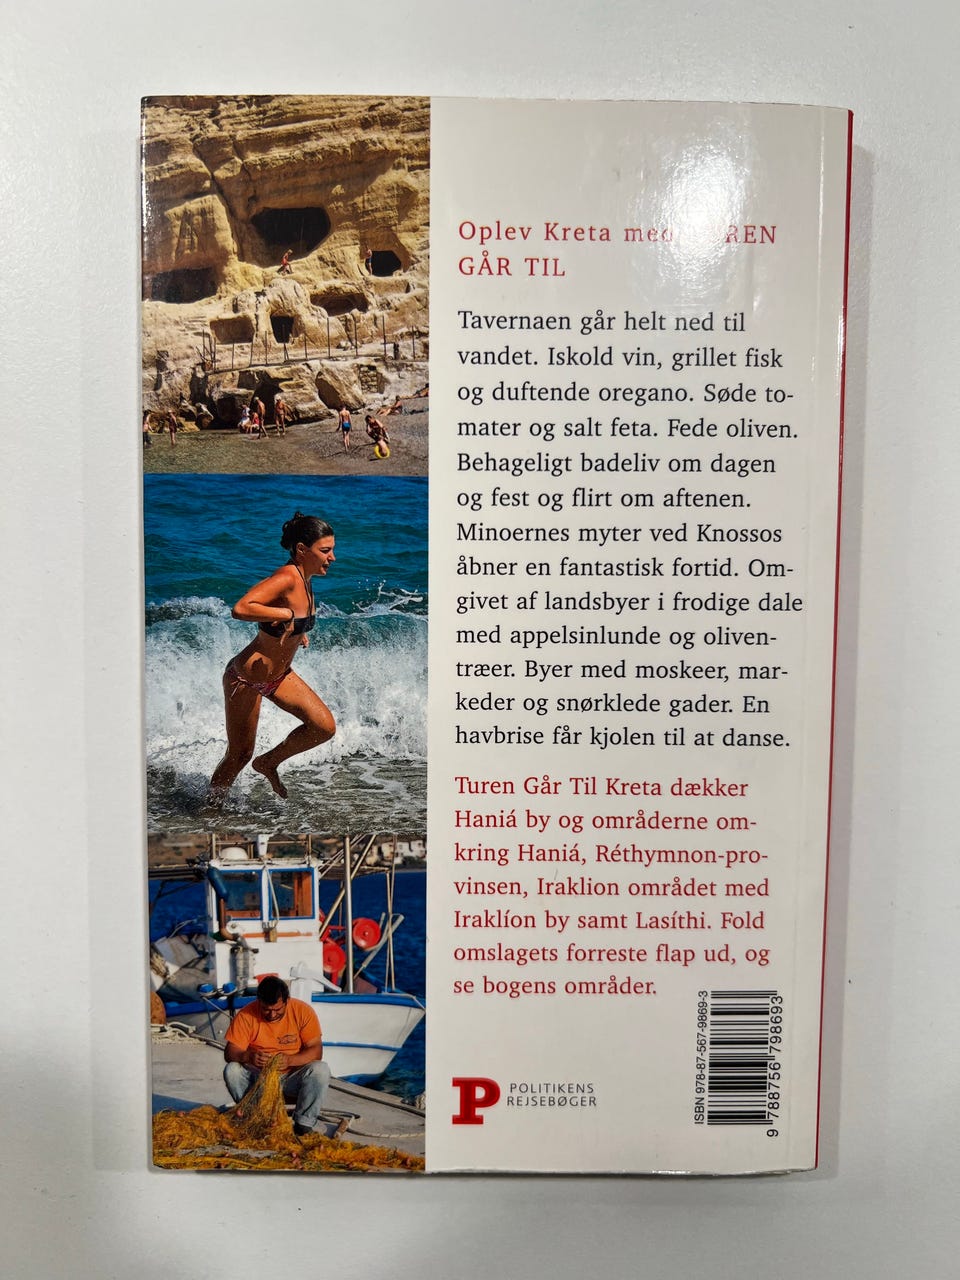 Oplev Kreta med TUREN
GÅR TIL
Tavernaen går helt ned til
vandet. Iskold vin, grillet fisk
og duftende oregano. Søde to-
mater og salt feta. Fede oliven.
Behageligt badeliv om dagen
og fest og flirt om aftenen.
Minoernes myter ved Knossos
åbner en fantastisk fortid. Om-
givet af landsbyer i frodige dale
med appelsinlunde og oliven-
træer. Byer med moskeer, mar-
keder og snørklede gader. En
havbrise får kjolen til at danse.
Turen Går Til Kreta dækker
Haniá by og områderne om-
kring Haniá, Réthymnon-pro-
vinsen, Iraklion området med
Iraklíon by samt Lasíthi. Fold
omslagets forreste flap ud, og
se bogens områder.
P POLITIKENS
REJSEBØGER
ISBN 978-87-567-9869-3
9 788756 798693